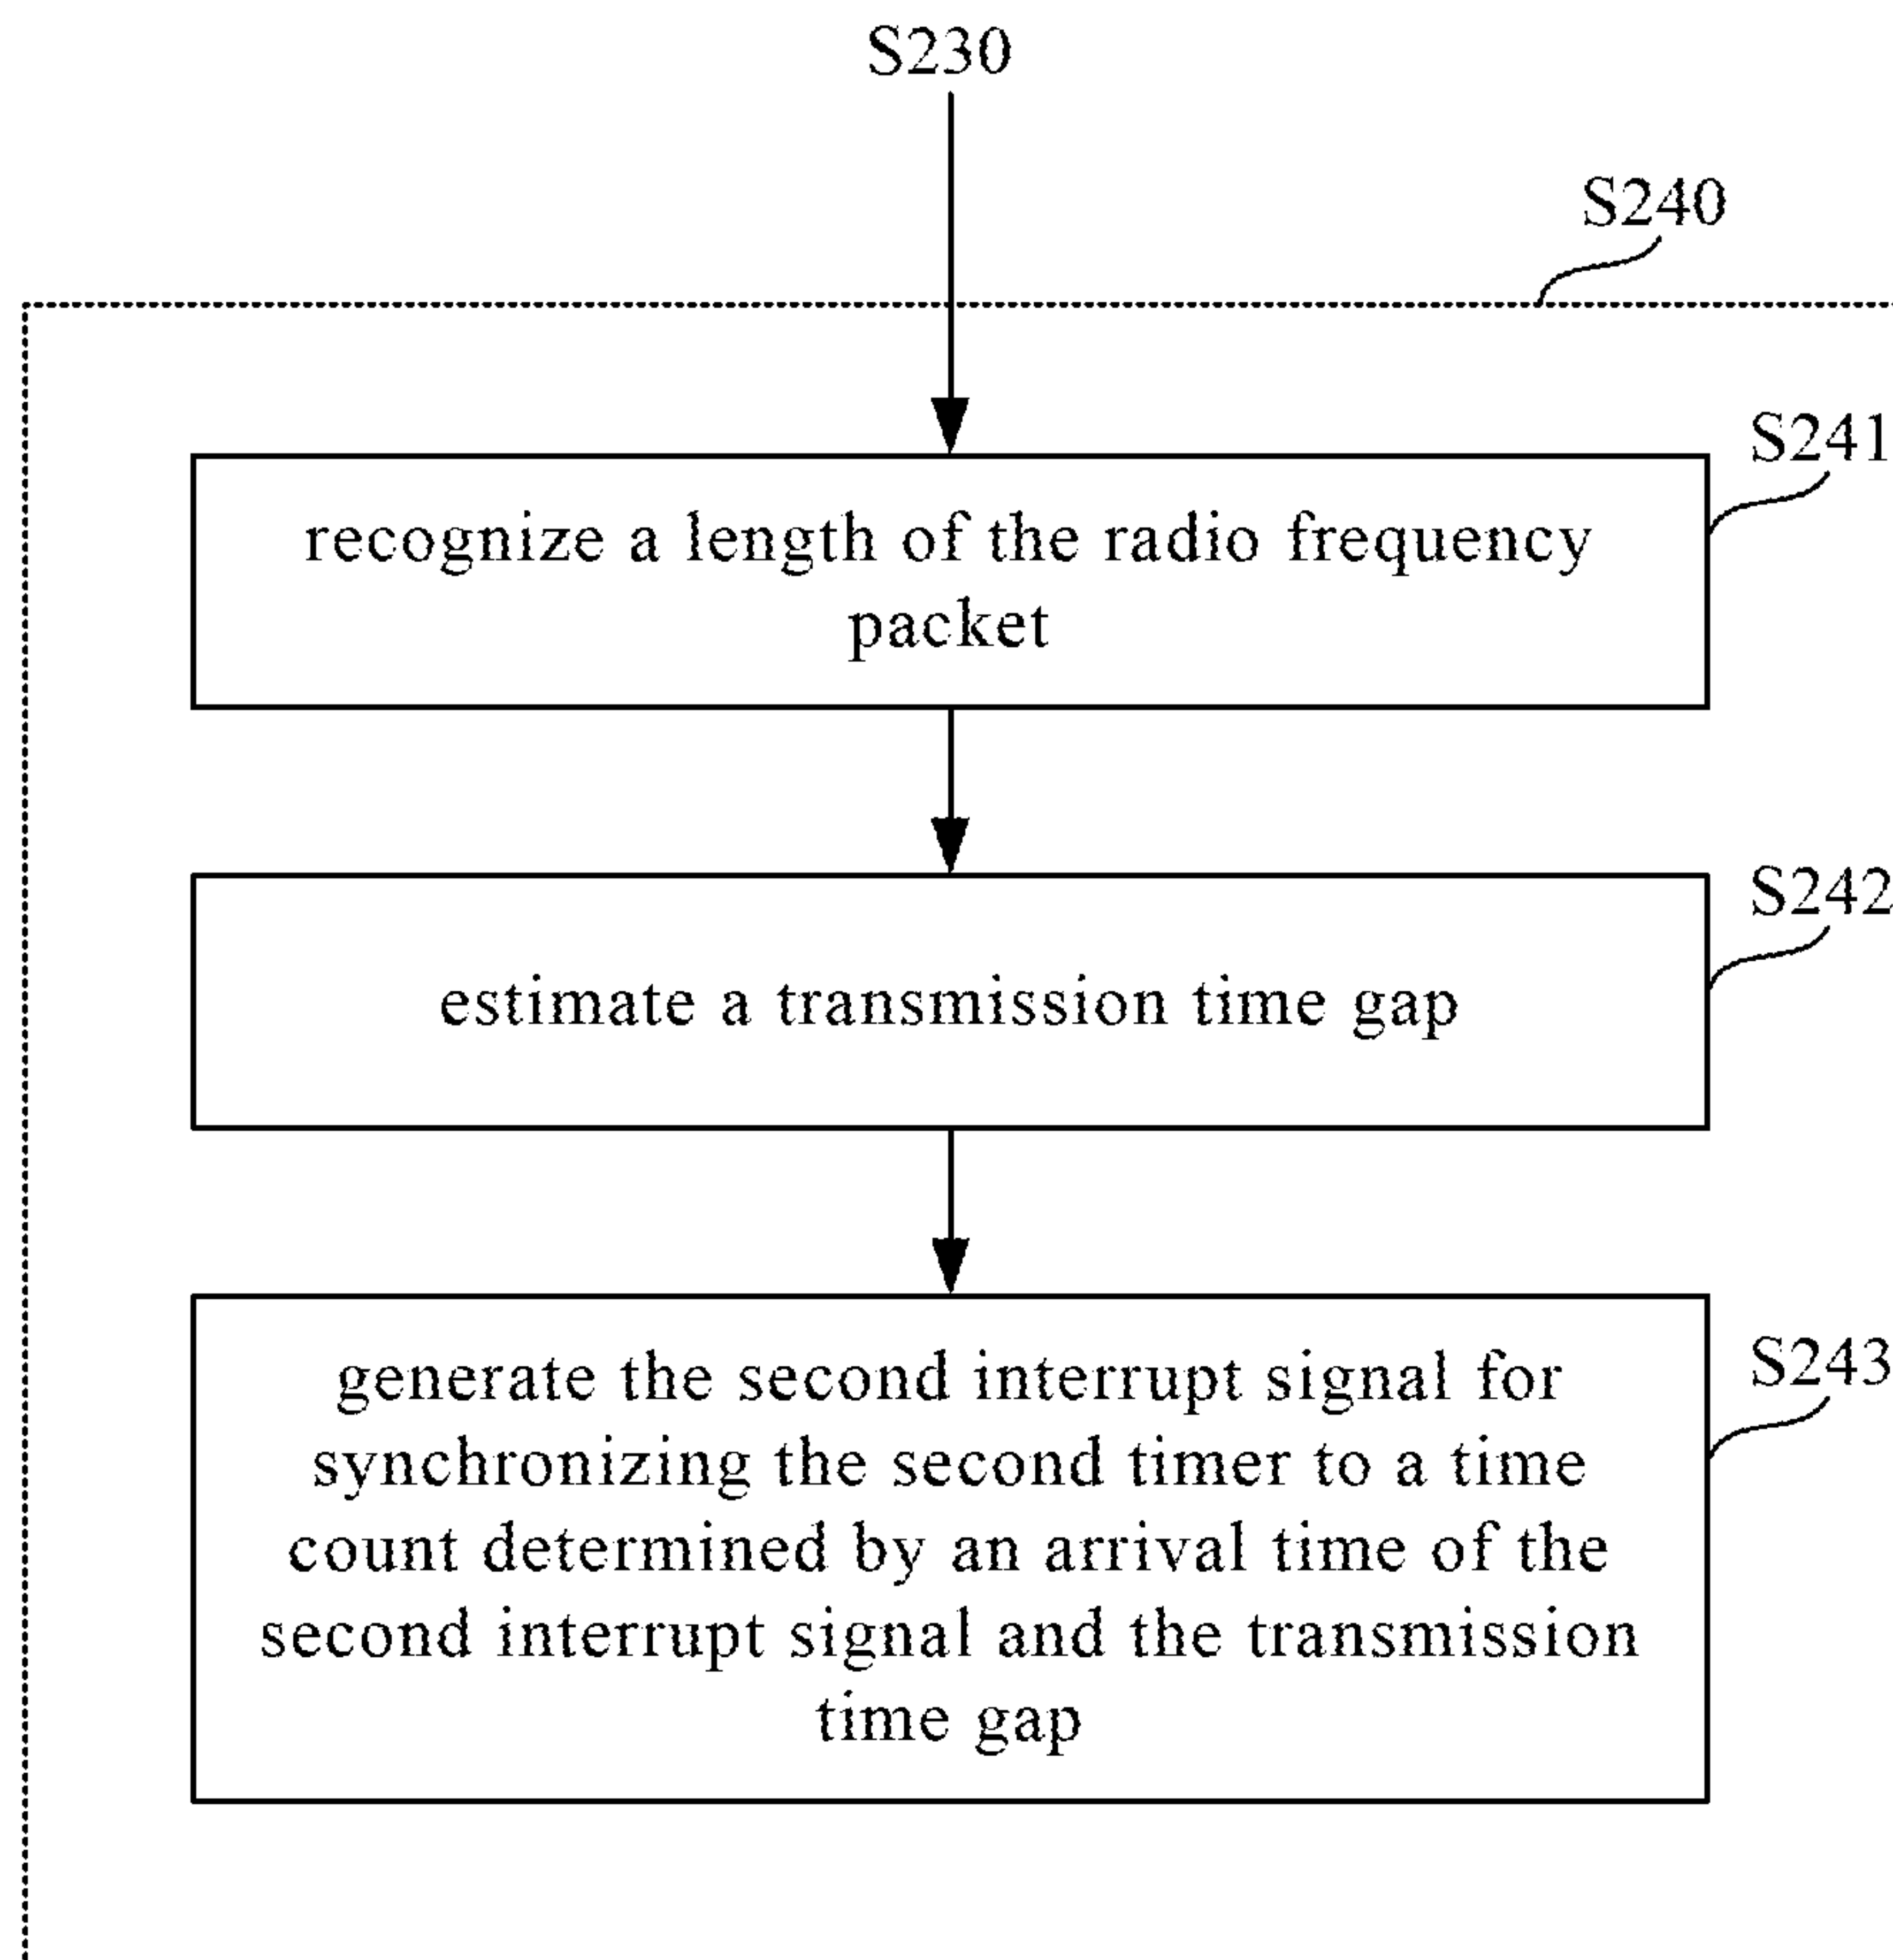 S230
S240
S241
recognize a length of the radio frequency
packet
S242
estimate a transmission time gap
S243
generate the second interrupt signal for
synchronizing the second timer to a time
count determined by an arrival time of the
second interrupt signal and the transmission
time gap